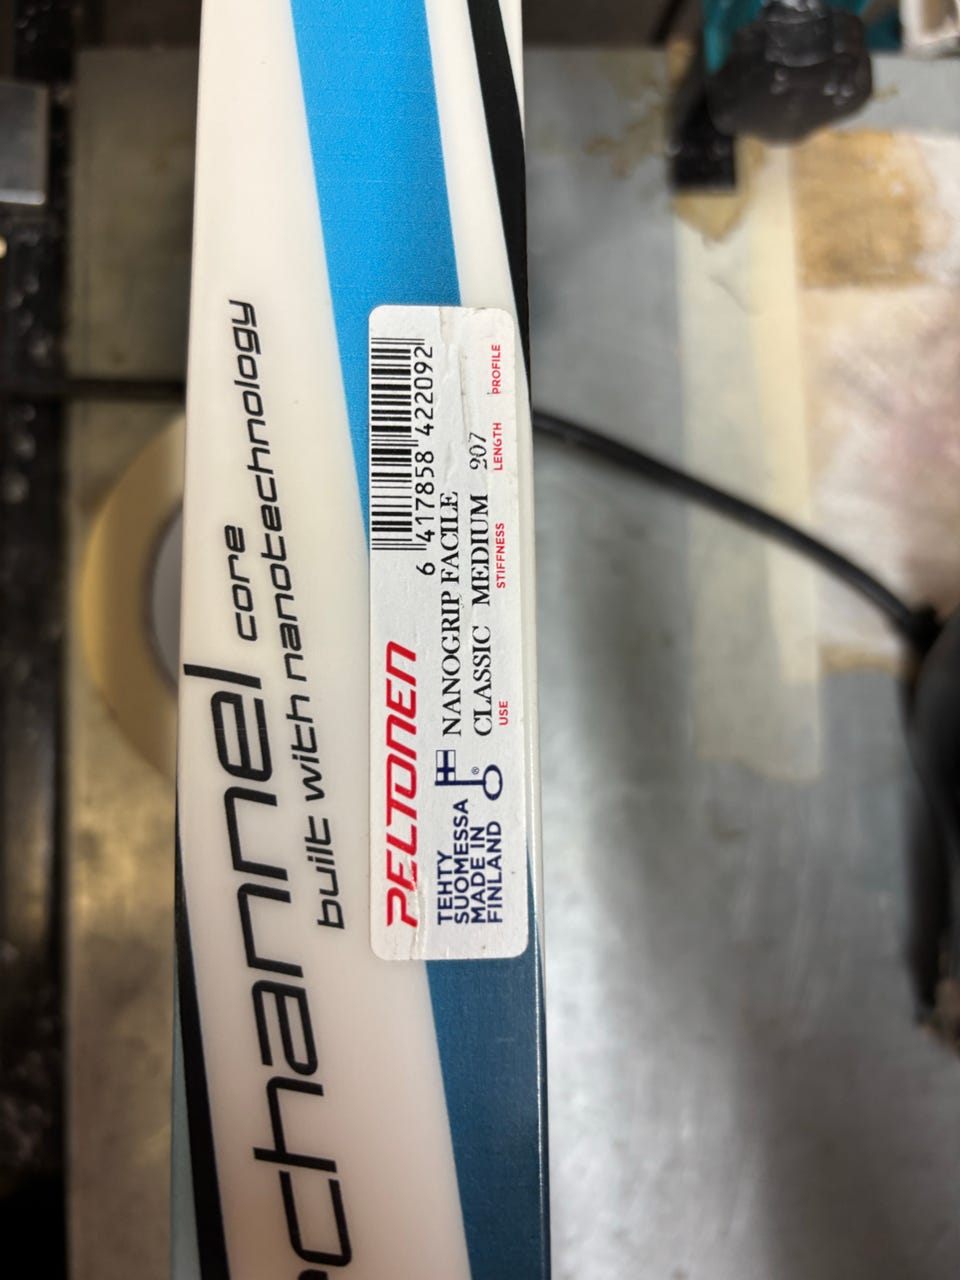 channel core
built with nanotechnology
6 417858 422092
PELTONEN
NANOGRIP FACILE
CLASSIC MEDIUM 207
USE STIFFNESS LENGTH PROFILE
TEHTY
SUOMESSA
MADE IN
FINLAND
®